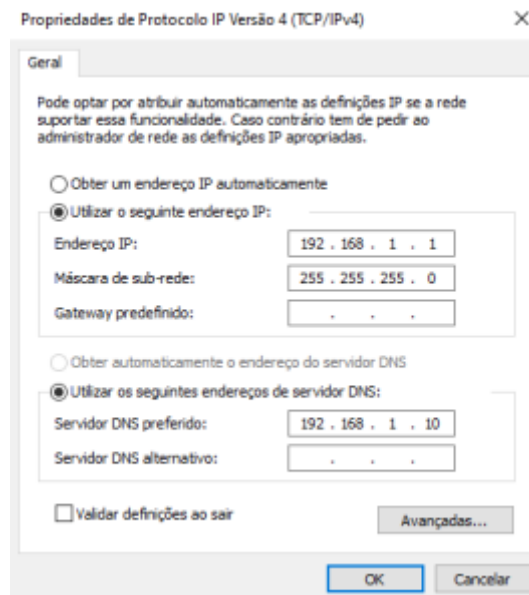 Propriedades de Protocolo IP Versão 4 (TCP/IPv4)
Geral
Pode optar por atribuir automaticamente as definições IP se a rede
suportar essa funcionalidade. Caso contrário tem de pedir ao
administrador de rede as definições IP apropriadas.
Obter um endereço IP automaticamente
Utilizar o seguinte endereço IP:
Endereço IP: 192 . 168 . 1 . 1
Máscara de sub-rede: 255 . 255 . 255 . 0
Gateway predefinido: . . .
Obter automaticamente o endereço do servidor DNS
Utilizar os seguintes endereços de servidor DNS:
Servidor DNS preferido: 192 . 168 . 1 . 10
Servidor DNS alternativo: . . .
Validar definições ao sair
Avançadas...
OK Cancelar